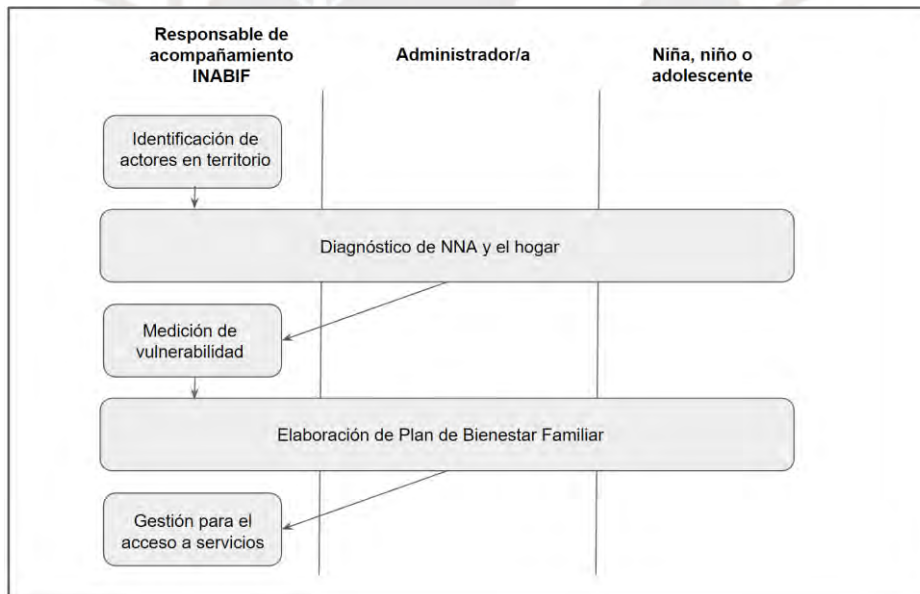 Responsable de
acompañamiento
INABIF
Administrador/a
Niña, niño o
adolescente
Identificación de
actores en territorio
Diagnóstico de NNA y el hogar
Medición de
vulnerabilidad
Elaboración de Plan de Bienestar Familiar
Gestión para el
acceso a servicios